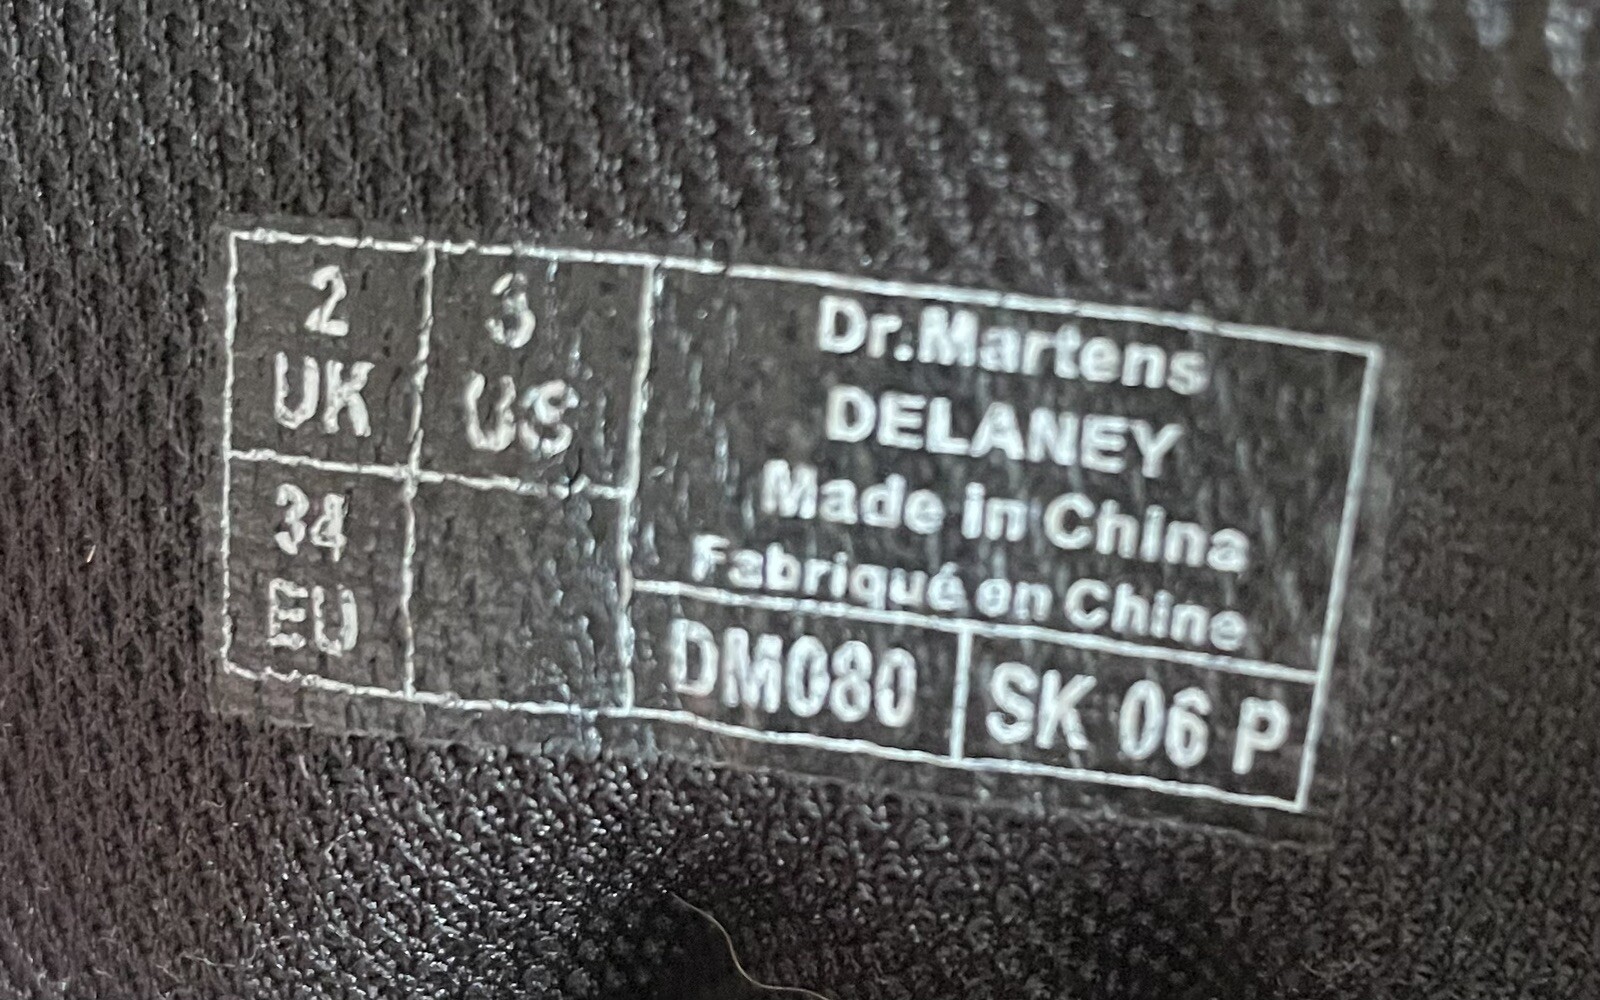 2
UK
3
US
34
EU
Dr.Martens
DELANEY
Made in China
Fabriqué en Chine
DM080
SK 06 P